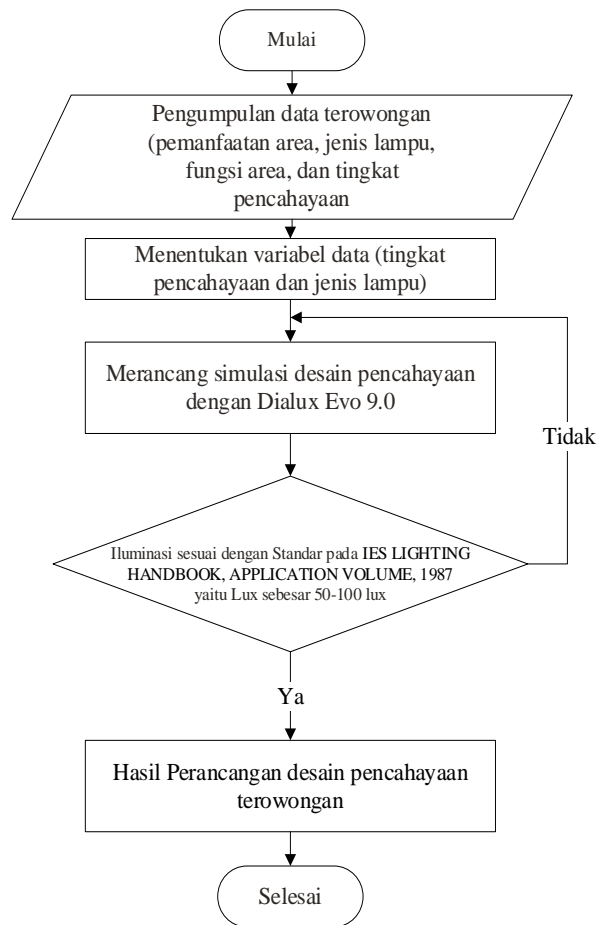 Mulai
Pengumpulan data terowongan
(pemanfaatan area, jenis lampu,
fungsi area, dan tingkat
pencahayaan
Menentukan variabel data (tingkat
pencahayaan dan jenis lampu)
Merancang simulasi desain pencahayaan
dengan Dialux Evo 9.0
Tidak
Iluminasi sesuai dengan Standar pada IES LIGHTING
HANDBOOK, APPLICATION VOLUME, 1987
yaitu Lux sebesar 50-100 lux
Ya
Hasil Perancangan desain pencahayaan
terowongan
Selesai